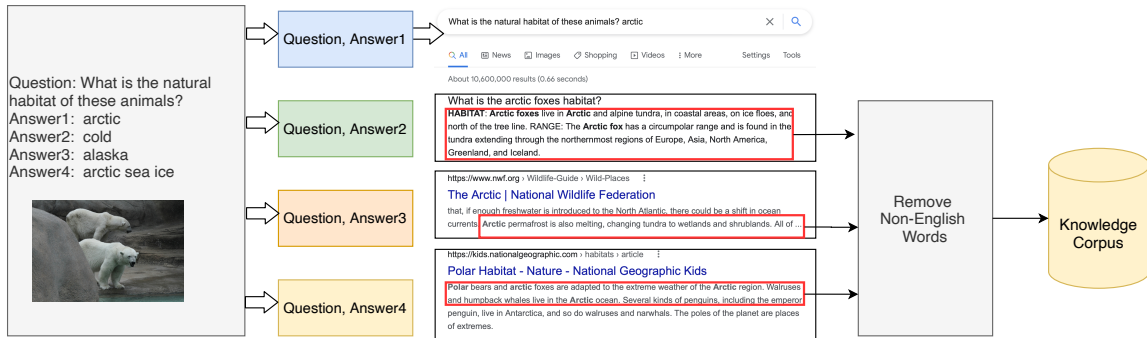 Question: What is the natural
habitat of these animals?
Answer1: arctic
Answer2: cold
Answer3: alaska
Answer4: arctic sea ice
Question, Answer1
Question, Answer2
Question, Answer3
Question, Answer4
What is the natural habitat of these animals? arctic
All News Images Shopping Videos More Settings Tools
About 10,600,000 results (0.66 seconds)
What is the arctic foxes habitat?
HABITAT: Arctic foxes live in Arctic and alpine tundra, in coastal areas, on ice floes, and
north of the tree line. RANGE: The Arctic fox has a circumpolar range and is found in the
tundra extending through the northernmost regions of Europe, Asia, North America,
Greenland, and Iceland.
https://www.nwf.org › Wildlife-Guide › Wild-Places
The Arctic | National Wildlife Federation
that, if enough freshwater is introduced to the North Atlantic, there could be a shift in ocean
currents. Arctic permafrost is also melting, changing tundra to wetlands and shrublands. All of ...
https://kids.nationalgeographic.com › habitats › article
Polar Habitat - Nature - National Geographic Kids
Polar bears and arctic foxes are adapted to the extreme weather of the Arctic region. Walruses
and humpback whales live in the Arctic ocean. Several kinds of penguins, including the emperor
penguin, live in Antarctica, and so do walruses and narwhals. The poles of the planet are places
of extremes.
Remove
Non-English
Words
Knowledge
Corpus